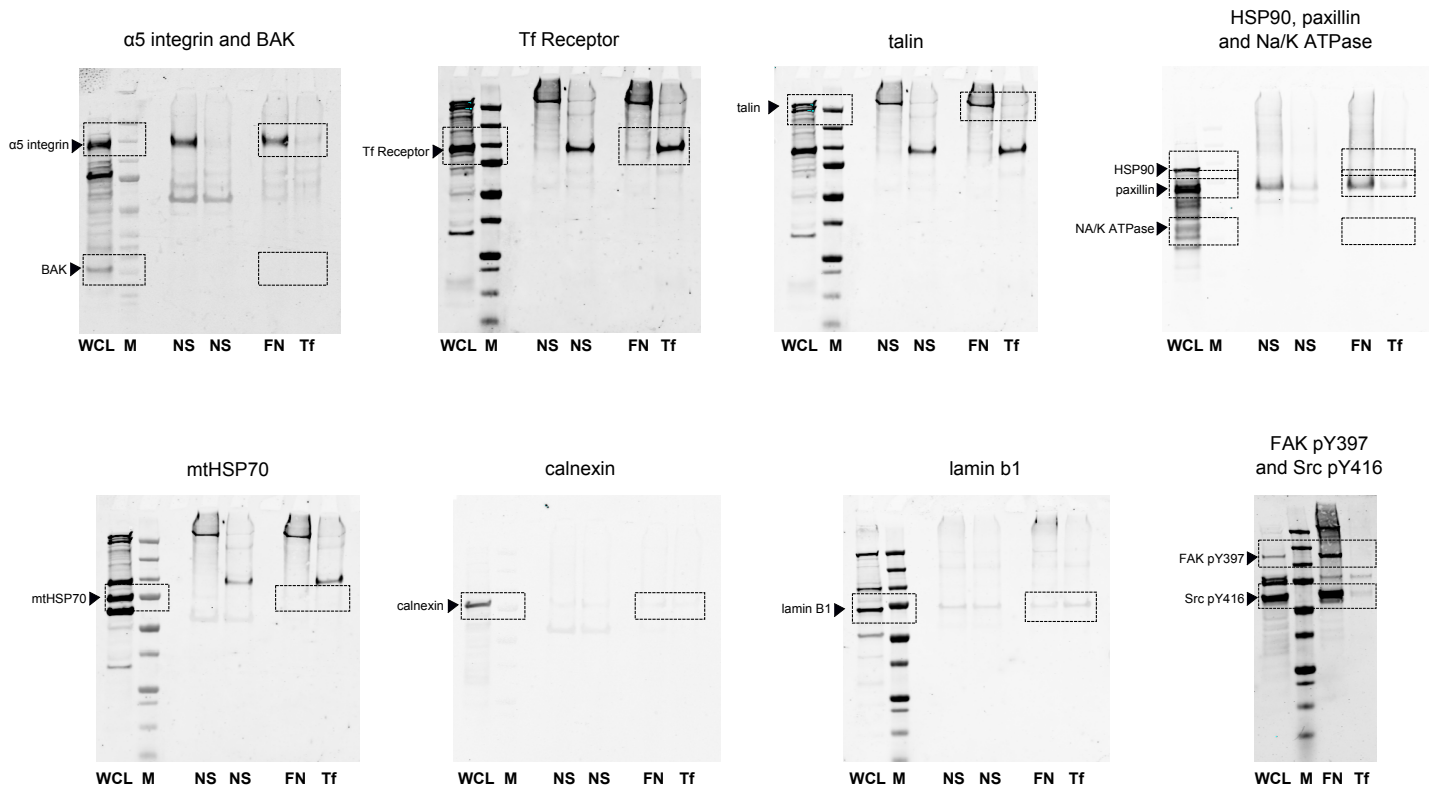 α5 integrin and BAK
α5 integrin
BAK
WCL M NS NS FN Tf
Tf Receptor
Tf Receptor
WCL M NS NS FN Tf
talin
talin
WCL M NS NS FN Tf
HSP90, paxillin
and Na/K ATPase
HSP90
paxillin
NA/K ATPase
WCL M NS NS FN Tf
mtHSP70
mtHSP70
WCL M NS NS FN Tf
calnexin
calnexin
WCL M NS NS FN Tf
lamin b1
lamin B1
WCL M NS NS FN Tf
FAK pY397
and Src pY416
FAK pY397
Src pY416
WCL M FN Tf